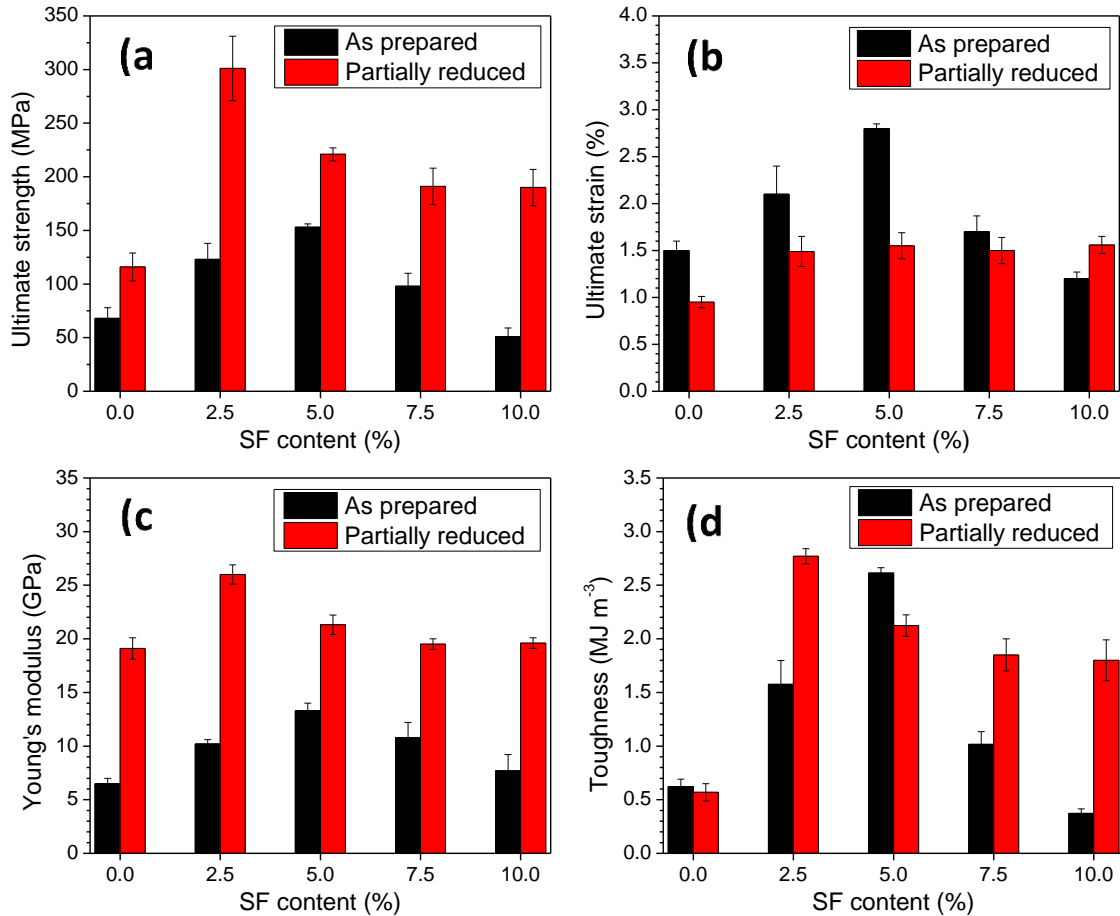 (a
As prepared
Partially reduced
Ultimate strength (MPa)
350
300
250
200
150
100
50
0
0.0 2.5 5.0 7.5 10.0
SF content (%)
(b
As prepared
Partially reduced
Ultimate strain (%)
4.0
3.5
3.0
2.5
2.0
1.5
1.0
0.5
0.0
0.0 2.5 5.0 7.5 10.0
SF content (%)
(c
As prepared
Partially reduced
Young's modulus (GPa)
35
30
25
20
15
10
5
0
0.0 2.5 5.0 7.5 10.0
SF content (%)
(d
As prepared
Partially reduced
Toughness (MJ m⁻³)
3.5
3.0
2.5
2.0
1.5
1.0
0.5
0.0
0.0 2.5 5.0 7.5 10.0
SF content (%)